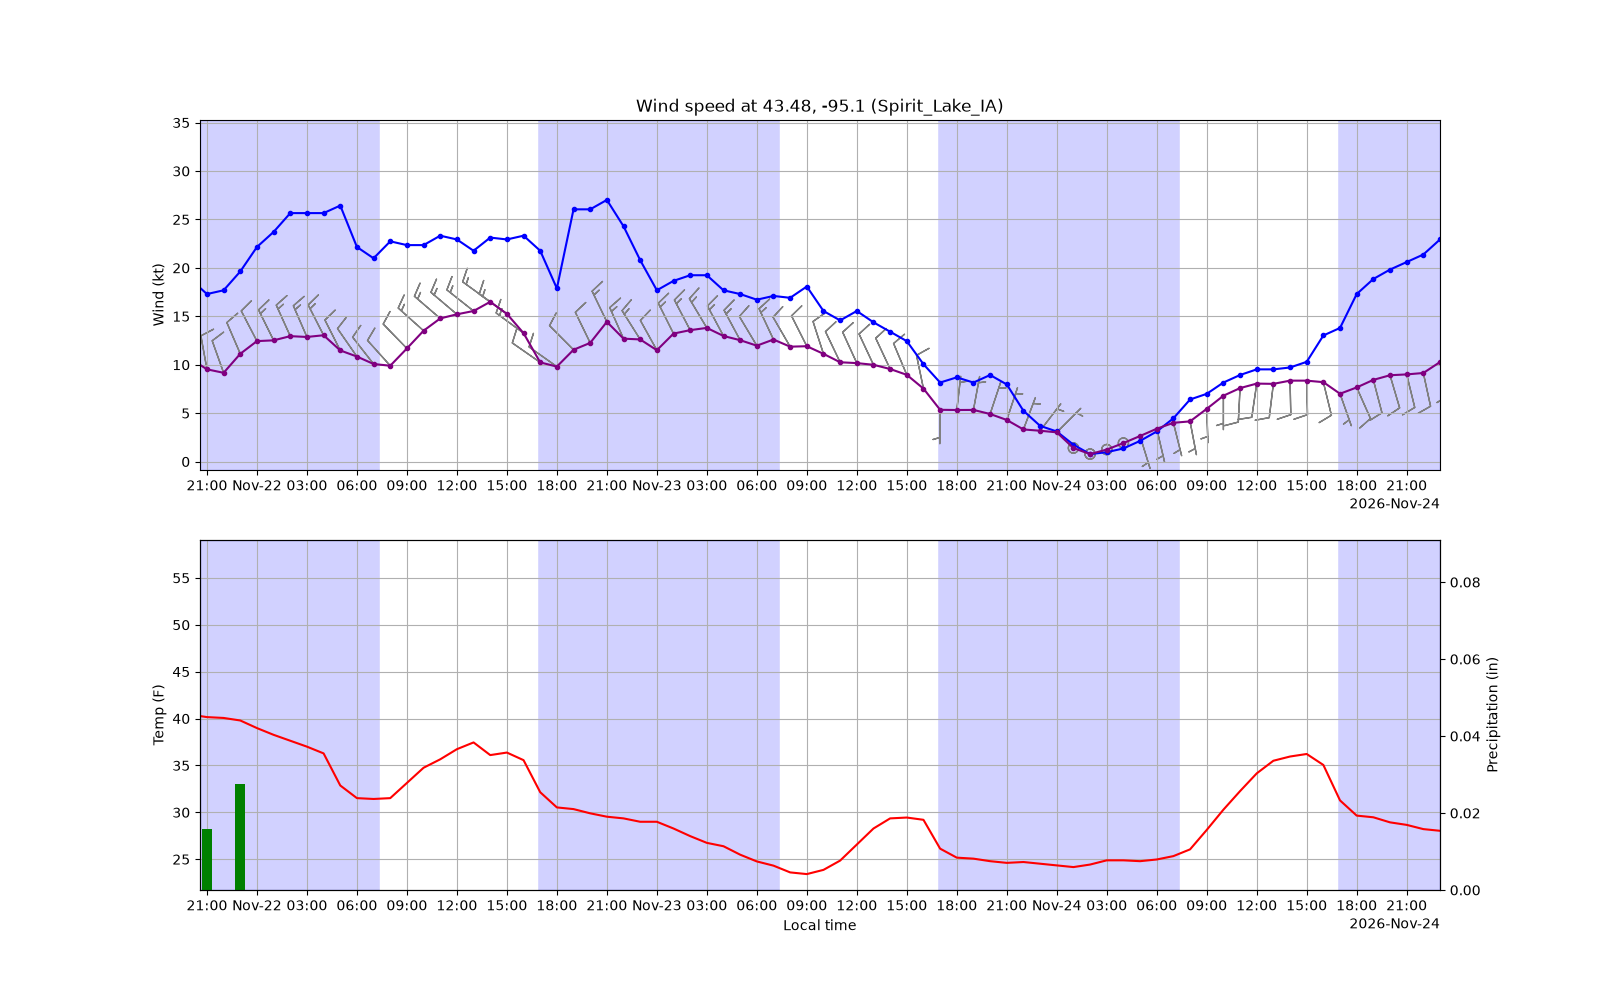 Wind speed at 43.48, -95.1 (Spirit_Lake_IA)
35
30
25
20
15
10
5
0
Wind (kt)
21:00 Nov-22 03:00 06:00 09:00 12:00 15:00 18:00 21:00 Nov-23 03:00 06:00 09:00 12:00 15:00 18:00 21:00 Nov-24 03:00 06:00 09:00 12:00 15:00 18:00 21:00
2026-Nov-24
55
50
45
40
35
30
25
Temp (F)
0.08
0.06
0.04
0.02
0.00
Precipitation (in)
21:00 Nov-22 03:00 06:00 09:00 12:00 15:00 18:00 21:00 Nov-23 03:00 06:00 09:00 12:00 15:00 18:00 21:00 Nov-24 03:00 06:00 09:00 12:00 15:00 18:00 21:00
Local time
2026-Nov-24